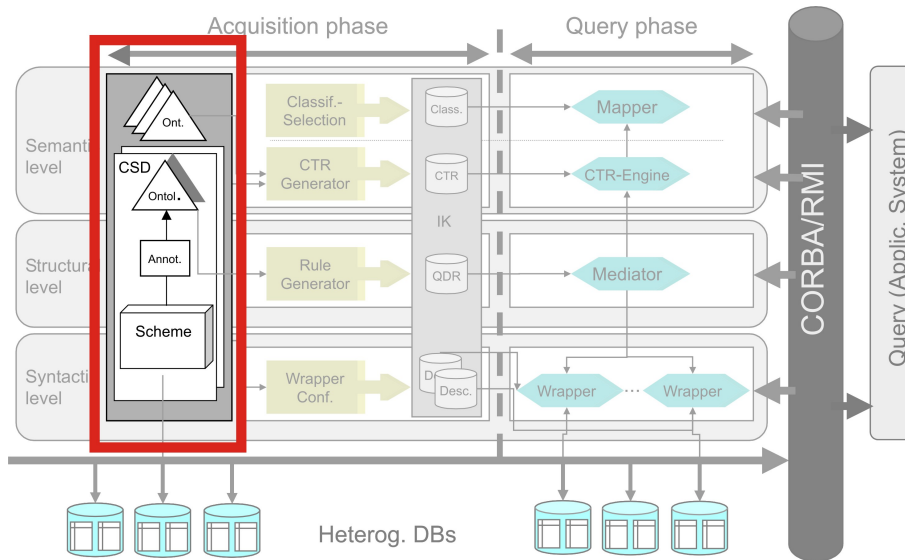 Acquisition phase
Query phase
Semanti
level
Ont.
CSD
Ontol.
Annot.
Scheme
Classif.-
Selection
Class.
Mapper
CTR
Generator
CTR
CTR-Engine
IK
Structural
level
Rule
Generator
QDR
Mediator
Syntacti
level
Wrapper
Conf.
D
Desc.
Wrapper
...
Wrapper
CORBA/RMI
Query (Applic. System)
Heterog. DBs